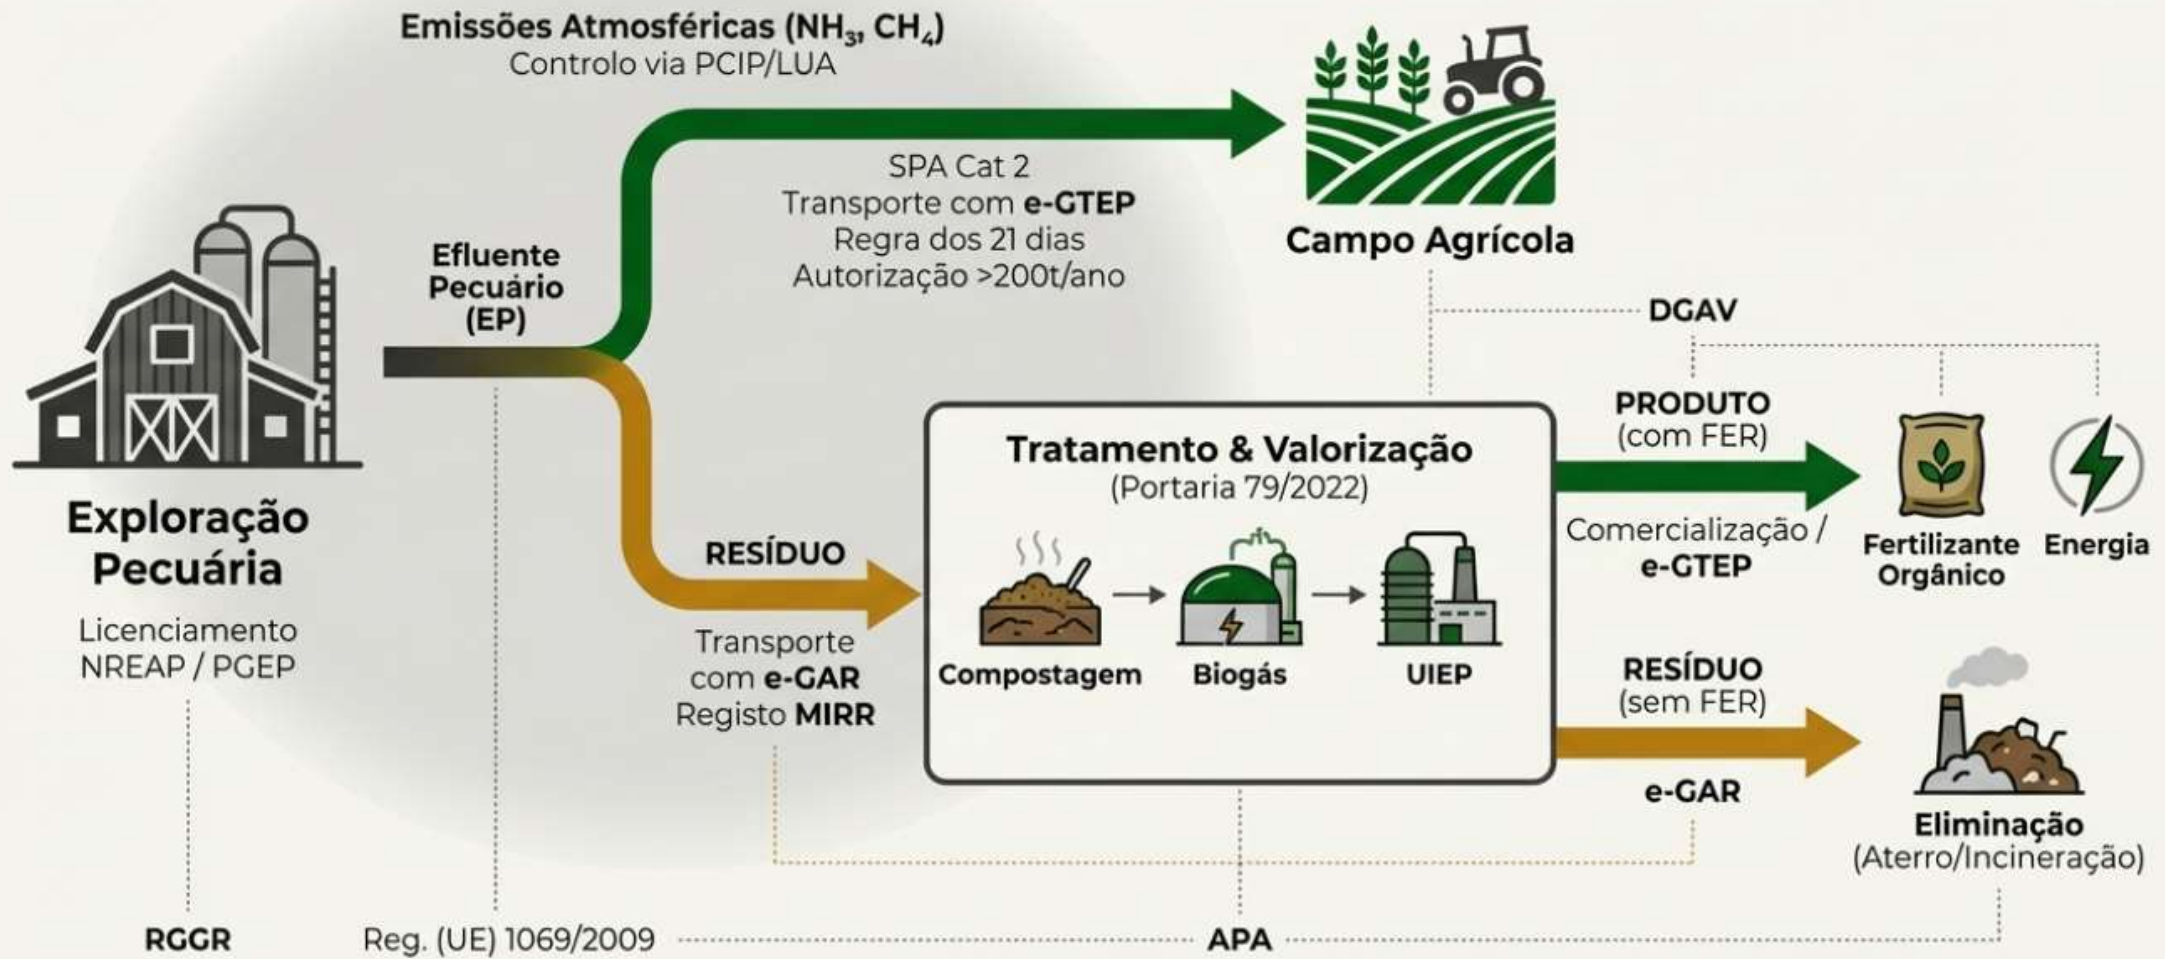 Emissões Atmosféricas (NH₃, CH₄)
Controlo via PCIP/LUA
SPA Cat 2
Transporte com e-GTEP
Regra dos 21 dias
Autorização >200t/ano
Campo Agrícola
Efluente
Pecuário
(EP)
DGAV
Exploração
Pecuária
Licenciamento
NREAP / PGEP
RESÍDUO
Transporte
com e-GAR
Registo MIRR
Tratamento & Valorização
(Portaria 79/2022)
Compostagem
Biogás
UIEP
PRODUTO
(com FER)
Comercialização /
e-GTEP
Fertilizante
Orgânico
Energia
RESÍDUO
(sem FER)
e-GAR
Eliminação
(Aterro/Incineração)
RGGR
Reg. (UE) 1069/2009
APA